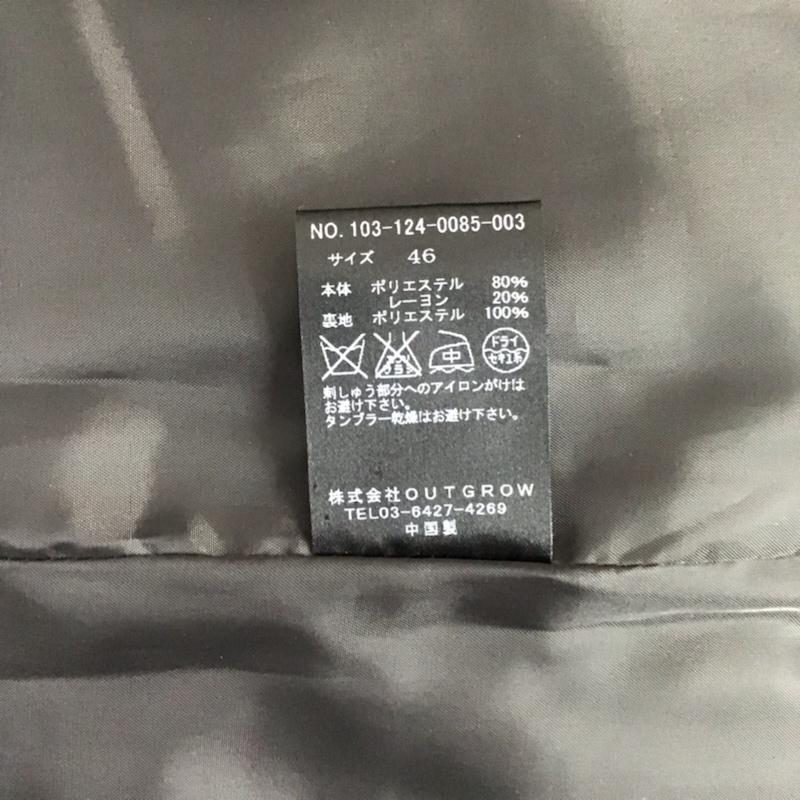 NO. 103-124-0085-003
サイズ 46
本体 ポリエステル 80%
レーヨン 20%
裏地 ポリエステル 100%
中 ドライ セキユ系
刺しゅう部分へのアイロンがけは
お避け下さい。
タンブラー乾燥はお避け下さい。
株式会社OUTGROW
TEL03-6427-4269
中国製